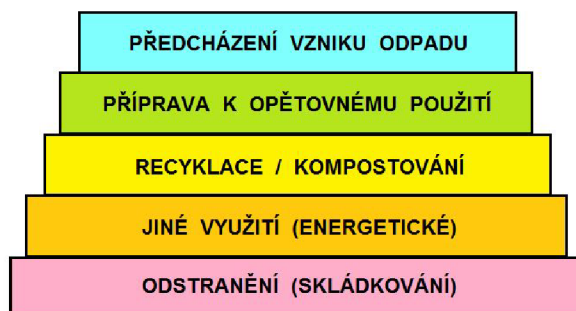 PŘEDCHÁZENÍ VZNIKU ODPADU
PŘÍPRAVA K OPĚTOVNÉMU POUŽITÍ
RECYKLACE / KOMPOSTOVÁNÍ
JINÉ VYUŽITÍ (ENERGETICKÉ)
ODSTRANĚNÍ (SKLÁDKOVÁNÍ)